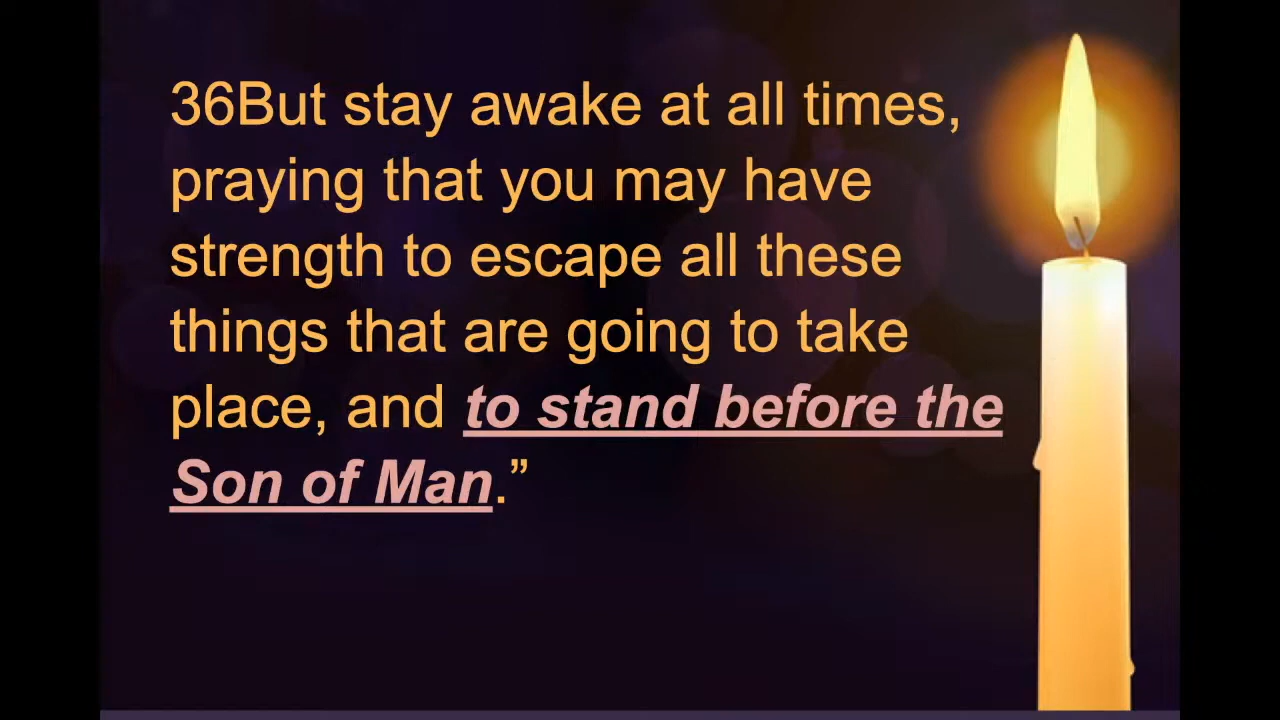 36But stay awake at all times,
praying that you may have
strength to escape all these
things that are going to take
place, and to stand before the
Son of Man.”